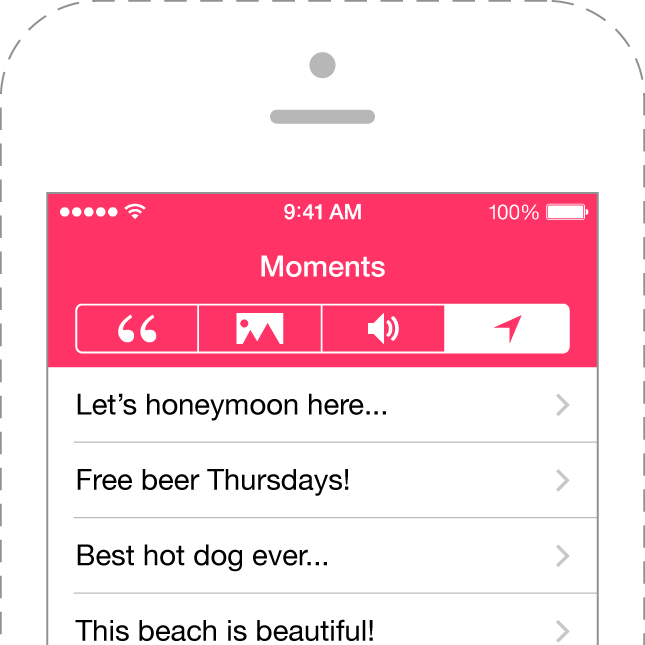 9:41 AM 100%
Moments
Let’s honeymoon here...
Free beer Thursdays!
Best hot dog ever...
This beach is beautiful!